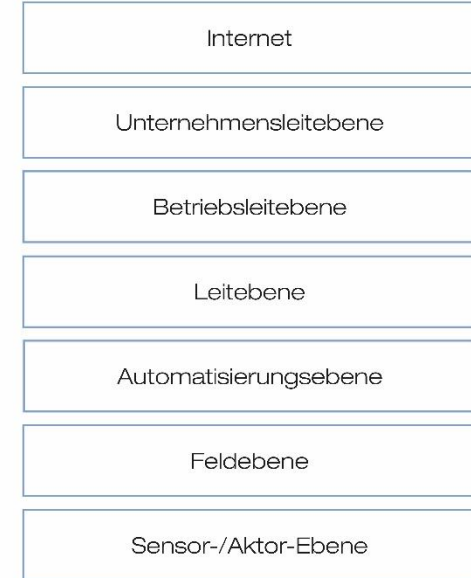 Internet
Unternehmensleitebene
Betriebsleitebene
Leitebene
Automatisierungsebene
Feldebene
Sensor-/Aktor-Ebene